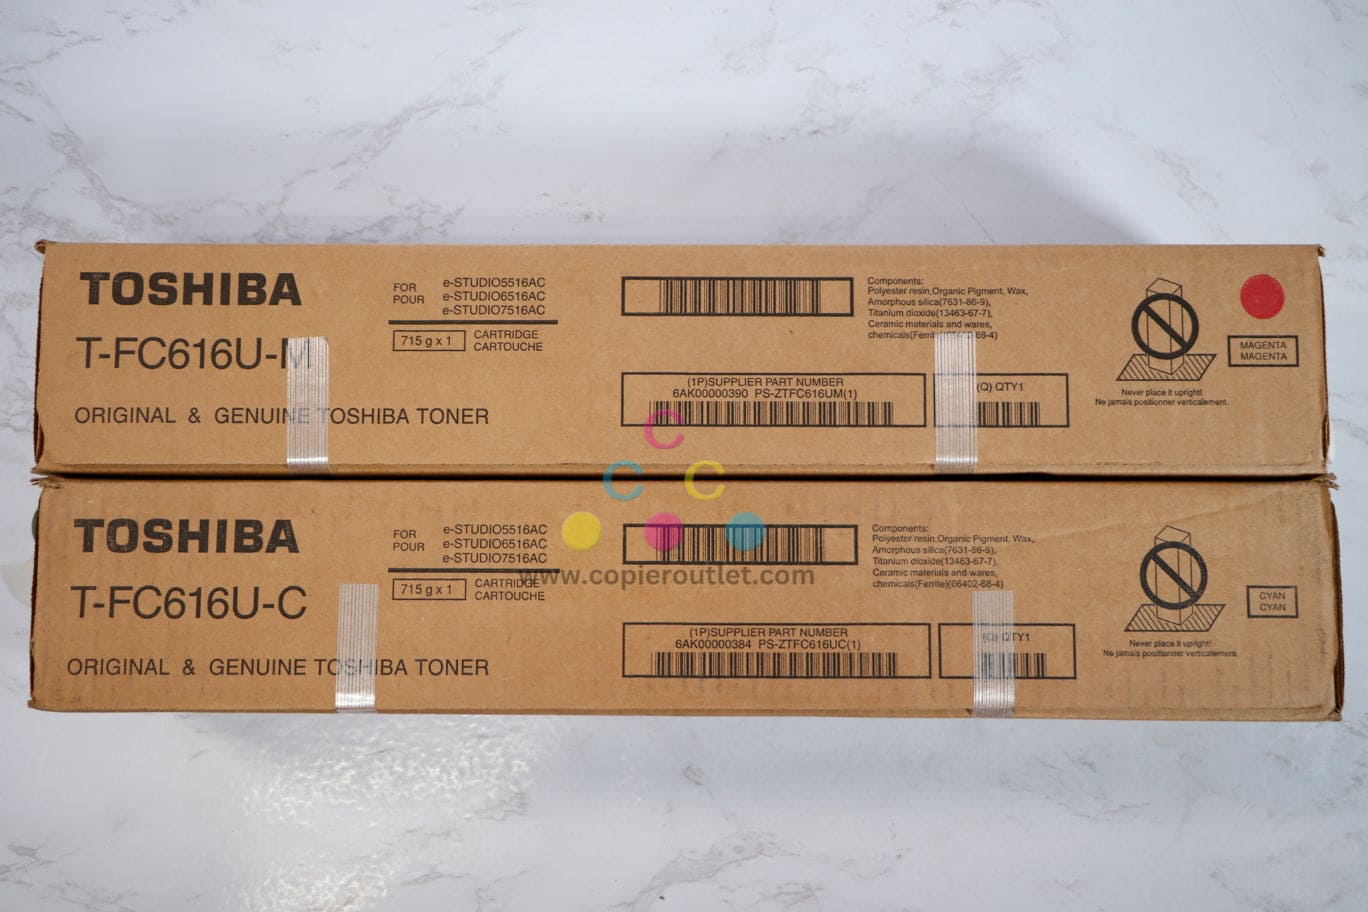 TOSHIBA
T-FC616U-M
ORIGINAL & GENUINE TOSHIBA TONER
FOR
POUR
e-STUDIO5516AC
e-STUDIO6516AC
e-STUDIO7516AC
715 g x 1
CARTRIDGE
CARTOUCHE
(1P)SUPPLIER PART NUMBER
6AK00000390 PS-ZTFC616UM(1)
(Q) QTY1
Components:
Polyester resin,Organic Pigment, Wax,
Amorphous silica(7631-86-9),
Titanium dioxide(13463-67-7),
Ceramic materials and wares,
chemicals(Ferrite)(66402-68-4)
Never place it upright!
Ne jamais positionner verticalement.
MAGENTA
MAGENTA
C
C C
www.copieroutlet.com
TOSHIBA
T-FC616U-C
ORIGINAL & GENUINE TOSHIBA TONER
FOR
POUR
e-STUDIO5516AC
e-STUDIO6516AC
e-STUDIO7516AC
715 g x 1
CARTRIDGE
CARTOUCHE
(1P)SUPPLIER PART NUMBER
6AK00000384 PS-ZTFC616UC(1)
(Q) QTY1
Components:
Polyester resin,Organic Pigment, Wax,
Amorphous silica(7631-86-9),
Titanium dioxide(13463-67-7),
Ceramic materials and wares,
chemicals(Ferrite)(66402-68-4)
Never place it upright!
Ne jamais positionner verticalement.
CYAN
CYAN